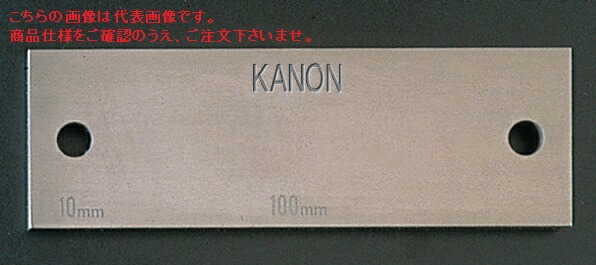 こちらの画像は代表画像です。
商品仕様をご確認のうえ、ご注文下さいませ。
KANON
10mm 100mm